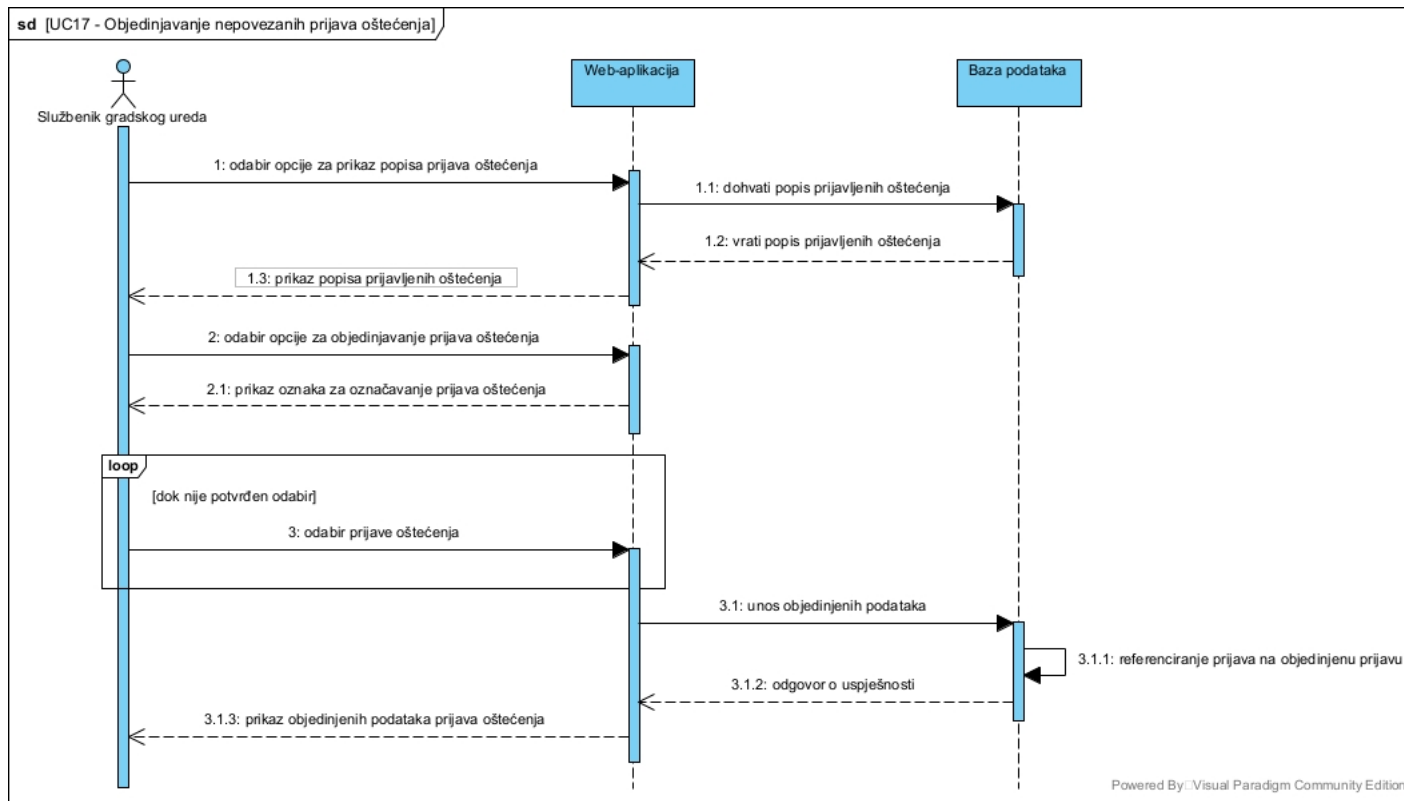 sd [UC17 - Objedinjavanje nepovezanih prijava oštećenja]
Službenik gradskog ureda
Web-aplikacija
Baza podataka
1: odabir opcije za prikaz popisa prijava oštećenja
1.1: dohvati popis prijavljenih oštećenja
1.2: vrati popis prijavljenih oštećenja
1.3: prikaz popisa prijavljenih oštećenja
2: odabir opcije za objedinjavanje prijava oštećenja
2.1: prikaz oznaka za označavanje prijava oštećenja
loop
[dok nije potvrđen odabir]
3: odabir prijave oštećenja
3.1: unos objedinjenih podataka
3.1.1: referenciranje prijava na objedinjenu prijavu
3.1.2: odgovor o uspješnosti
3.1.3: prikaz objedinjenih podataka prijava oštećenja
Powered By Visual Paradigm Community Edition